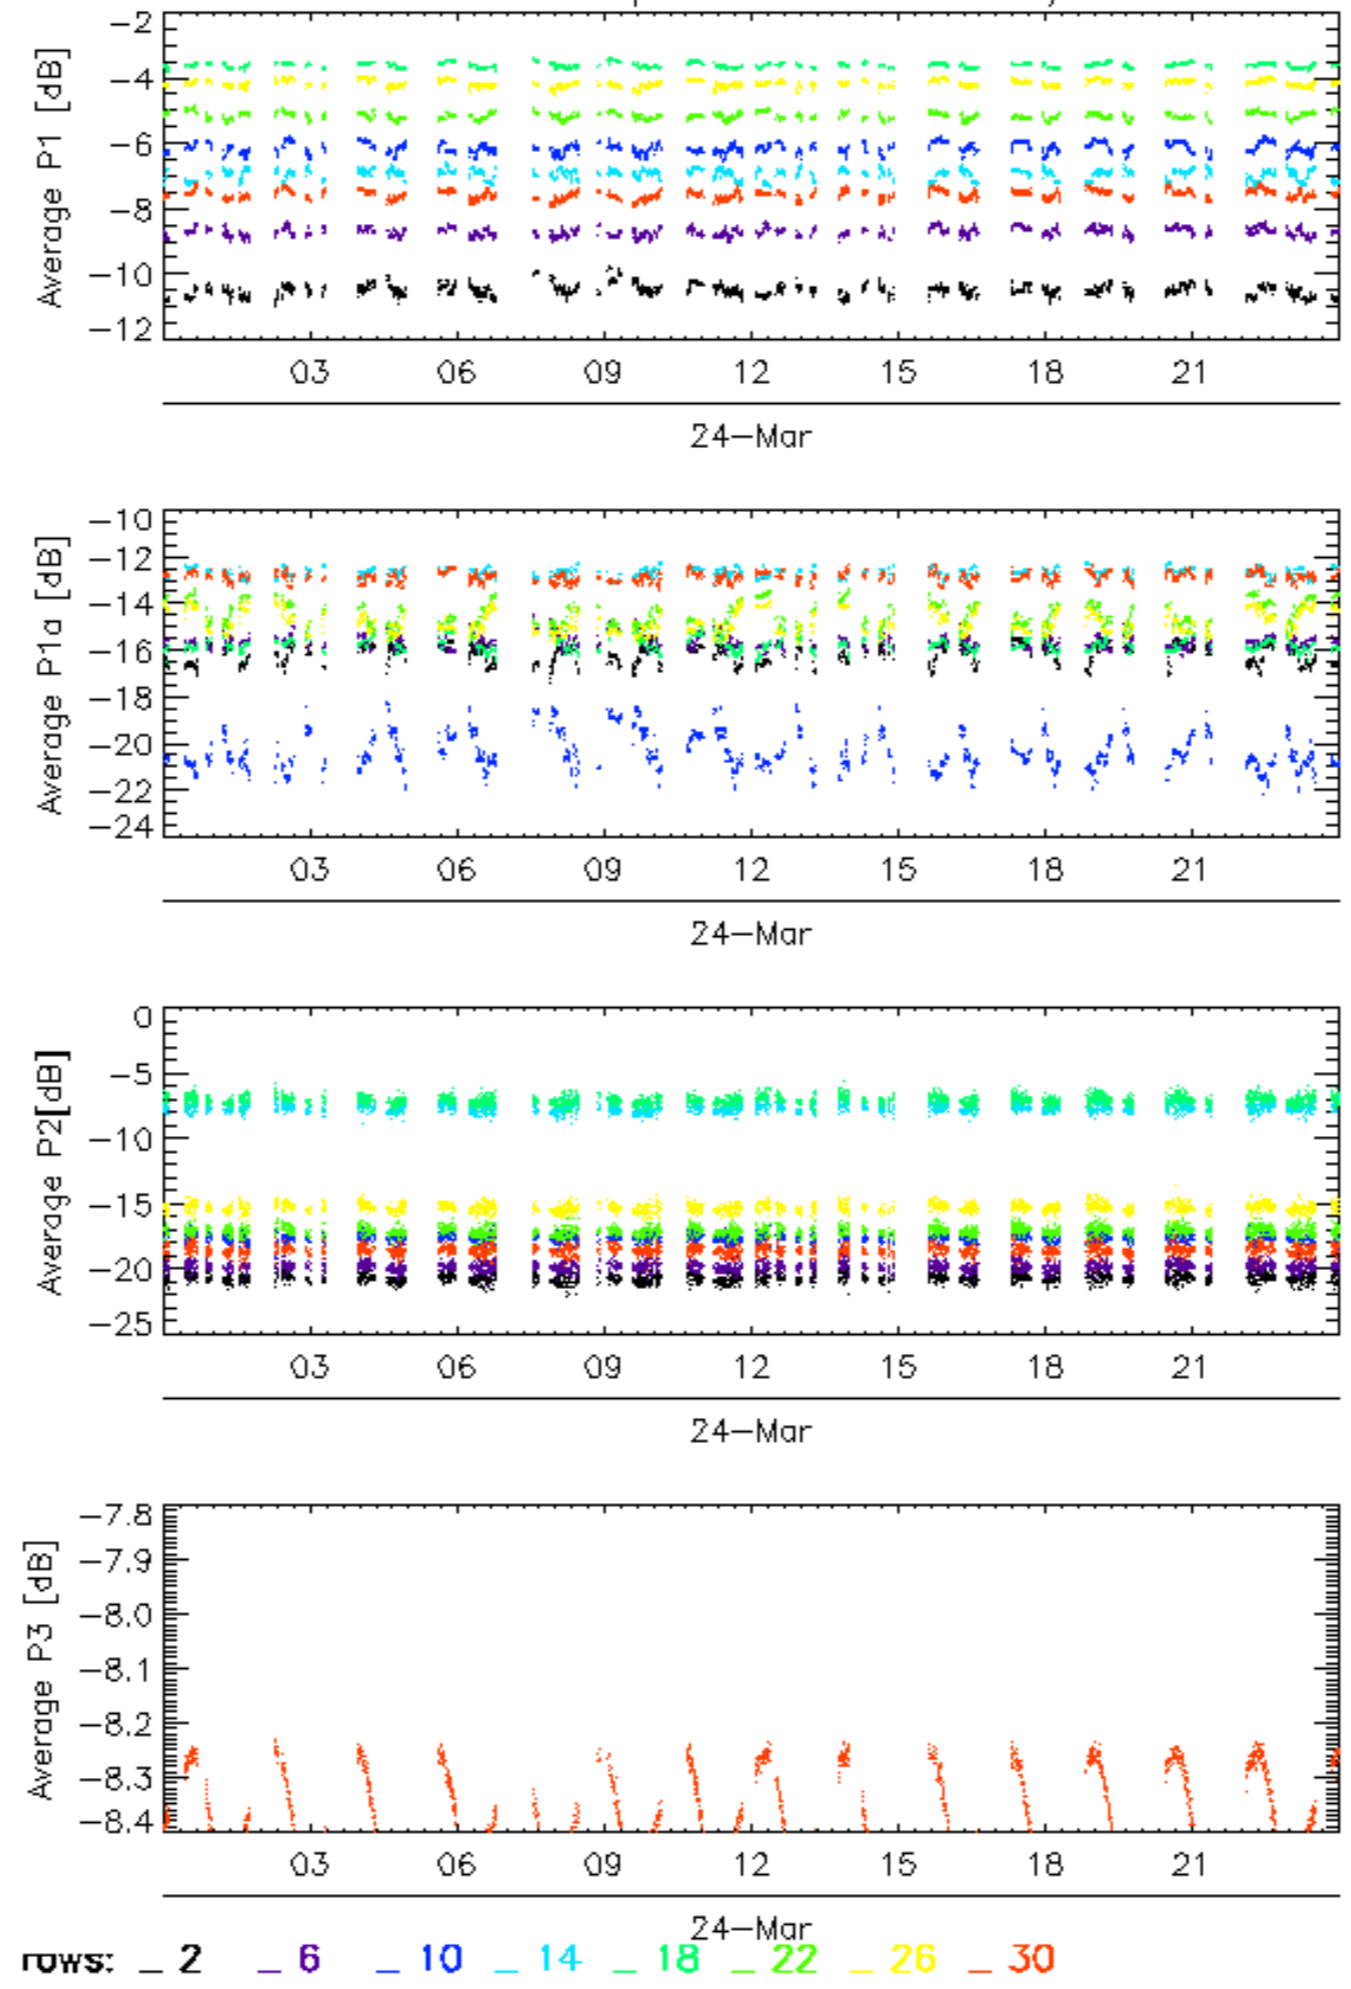 Average P1 [dB]
-2
-4
-6
-8
-10
-12
03 06 09 12 15 18 21
24-Mar
Average P1a [dB]
-10
-12
-14
-16
-18
-20
-22
-24
03 06 09 12 15 18 21
24-Mar
Average P2[dB]
0
-5
-10
-15
-20
-25
03 06 09 12 15 18 21
24-Mar
Average P3 [dB]
-7.8
-7.9
-8.0
-8.1
-8.2
-8.3
-8.4
03 06 09 12 15 18 21
24-Mar
rows: _ 2 _ 6 _ 10 _ 14 _ 18 _ 22 _ 26 _ 30